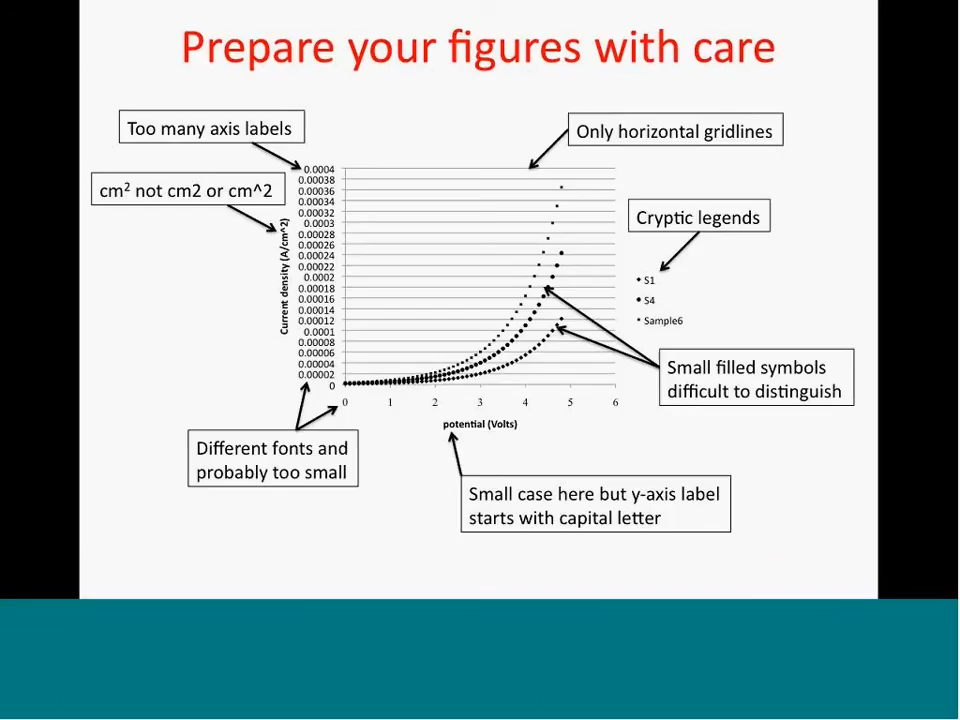 Prepare your figures with care
Too many axis labels
Only horizontal gridlines
cm² not cm2 or cm^2
Cryptic legends
0.0004
0.00038
0.00036
0.00034
0.00032
0.0003
0.00028
0.00026
0.00024
0.00022
0.0002
0.00018
0.00016
0.00014
0.00012
0.0001
0.00008
0.00006
0.00004
0.00002
0
Current density (A/cm^2)
0 1 2 3 4 5 6
potential (Volts)
S1
S4
Sample6
Small filled symbols
difficult to distinguish
Different fonts and
probably too small
Small case here but y-axis label
starts with capital letter